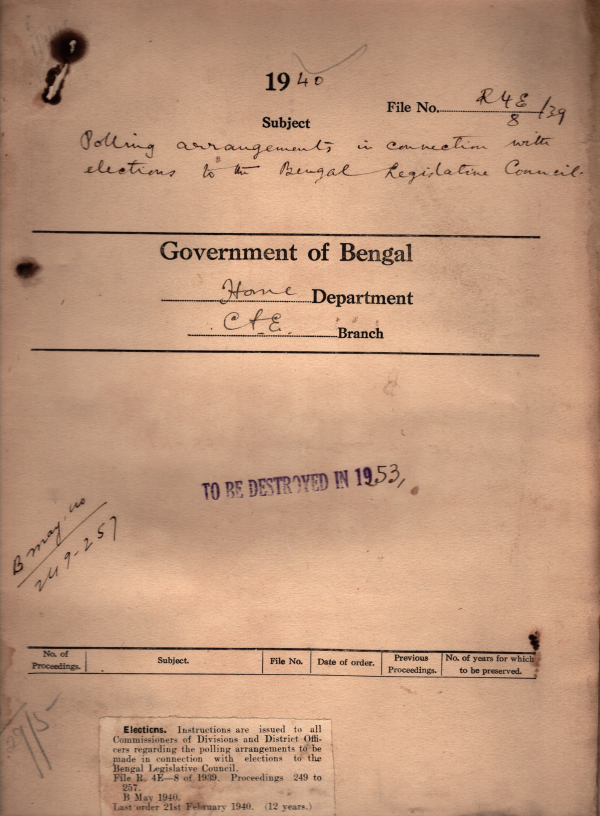 1940
File No. R4E/8/39
Subject
Polling arrangements in connection with
elections to the Bengal Legislative Council.
Government of Bengal
Home Department
C&E. Branch
TO BE DESTROYED IN 1953,
B May. no
249-257
No. of Proceedings. Subject. File No. Date of order. Previous Proceedings. No. of years for which to be preserved.
29/5
Elections. Instructions are issued to all
Commissioners of Divisions and District Offi-
cers regarding the polling arrangements to be
made in connection with elections to the
Bengal Legislative Council.
File R. 4E—8 of 1939. Proceedings 249 to
257.
B May 1940.
Last order 21st February 1940. (12 years.)